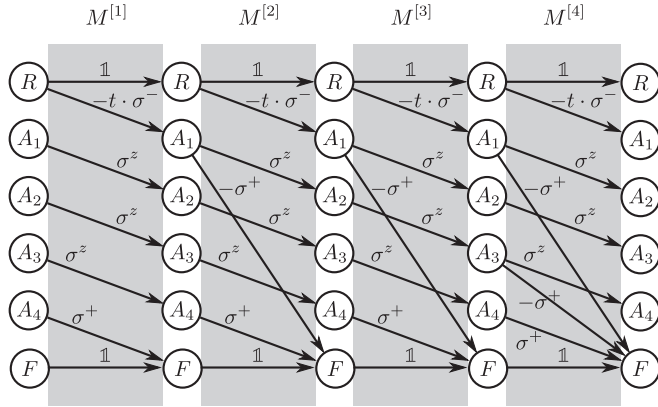 M^{[1]} M^{[2]} M^{[3]} M^{[4]}
R 𝟙 R 𝟙 R 𝟙 R 𝟙 R
−t · σ^− −t · σ^− −t · σ^− −t · σ^−
A_1 A_1 A_1 A_1 A_1
σ^z σ^z σ^z σ^z
−σ^+ −σ^+ −σ^+
A_2 A_2 A_2 A_2 A_2
σ^z σ^z σ^z σ^z
A_3 σ^z A_3 σ^z A_3 σ^z A_3 σ^z A_3
−σ^+
A_4 σ^+ A_4 σ^+ A_4 σ^+ A_4 A_4
σ^+
F 𝟙 F 𝟙 F 𝟙 F 𝟙 F